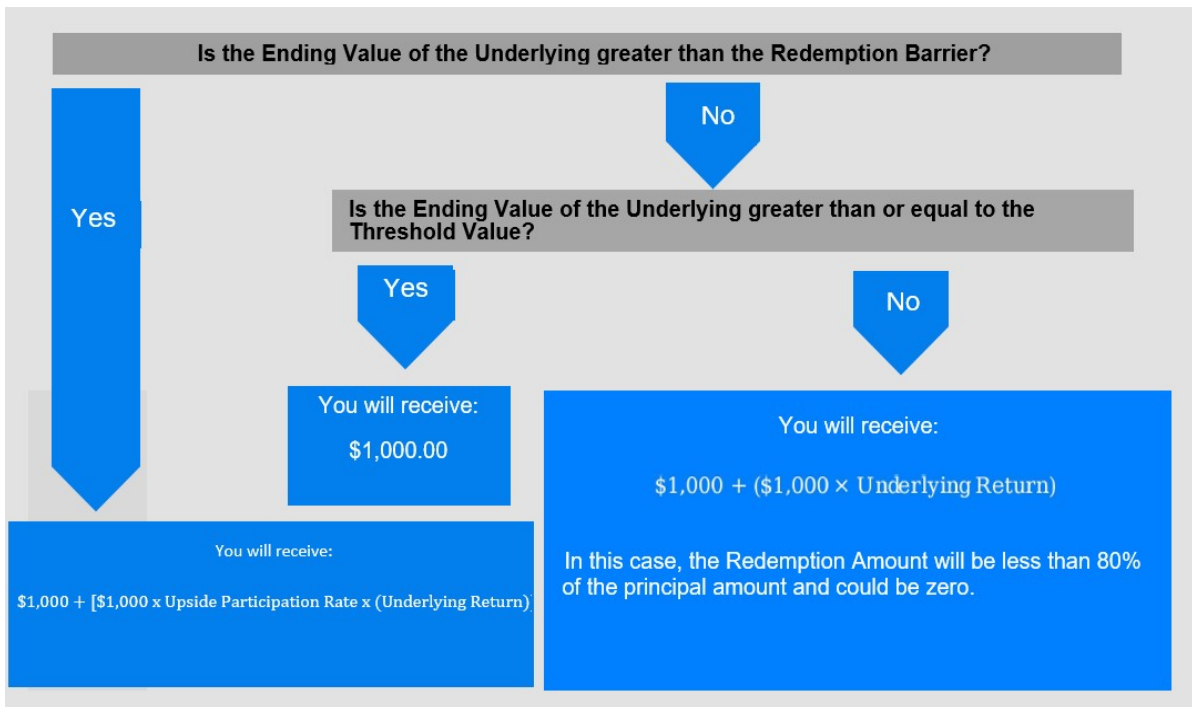 Is the Ending Value of the Underlying greater than the Redemption Barrier?
No
Yes
Is the Ending Value of the Underlying greater than or equal to the
Threshold Value?
Yes
No
You will receive:
$1,000.00
You will receive:
$1,000 + ($1,000 × Underlying Return)
In this case, the Redemption Amount will be less than 80%
of the principal amount and could be zero.
You will receive:
$1,000 + [$1,000 x Upside Participation Rate x (Underlying Return)]